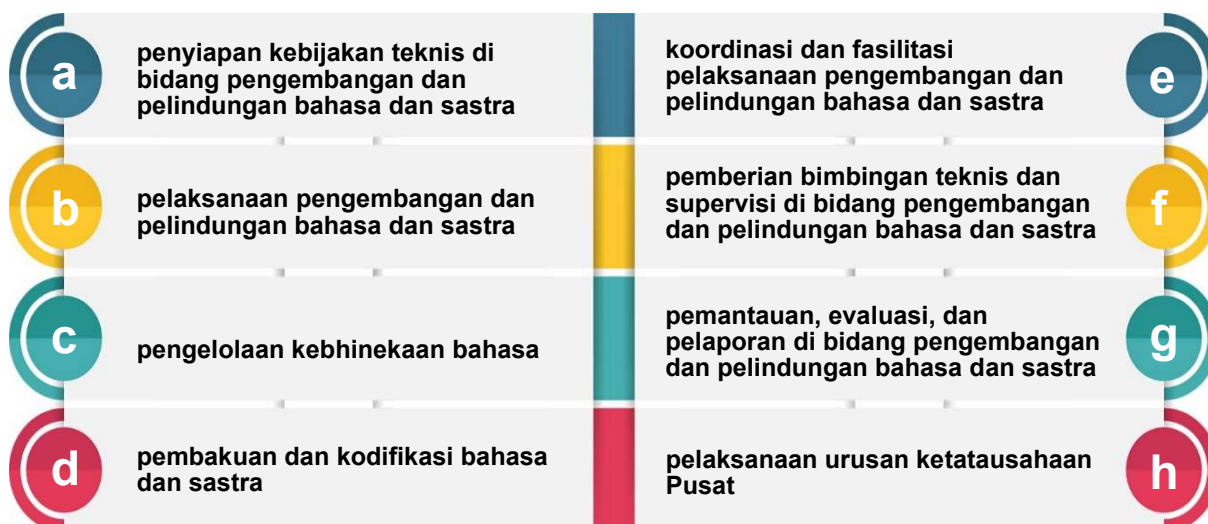 a
penyiapan kebijakan teknis di
bidang pengembangan dan
pelindungan bahasa dan sastra
b
pelaksanaan pengembangan dan
pelindungan bahasa dan sastra
c
pengelolaan kebhinekaan bahasa
d
pembakuan dan kodifikasi bahasa
dan sastra
koordinasi dan fasilitasi
pelaksanaan pengembangan dan
pelindungan bahasa dan sastra
e
pemberian bimbingan teknis dan
supervisi di bidang pengembangan
dan pelindungan bahasa dan sastra
f
pemantauan, evaluasi, dan
pelaporan di bidang pengembangan
dan pelindungan bahasa dan sastra
g
pelaksanaan urusan ketatausahaan
Pusat
h